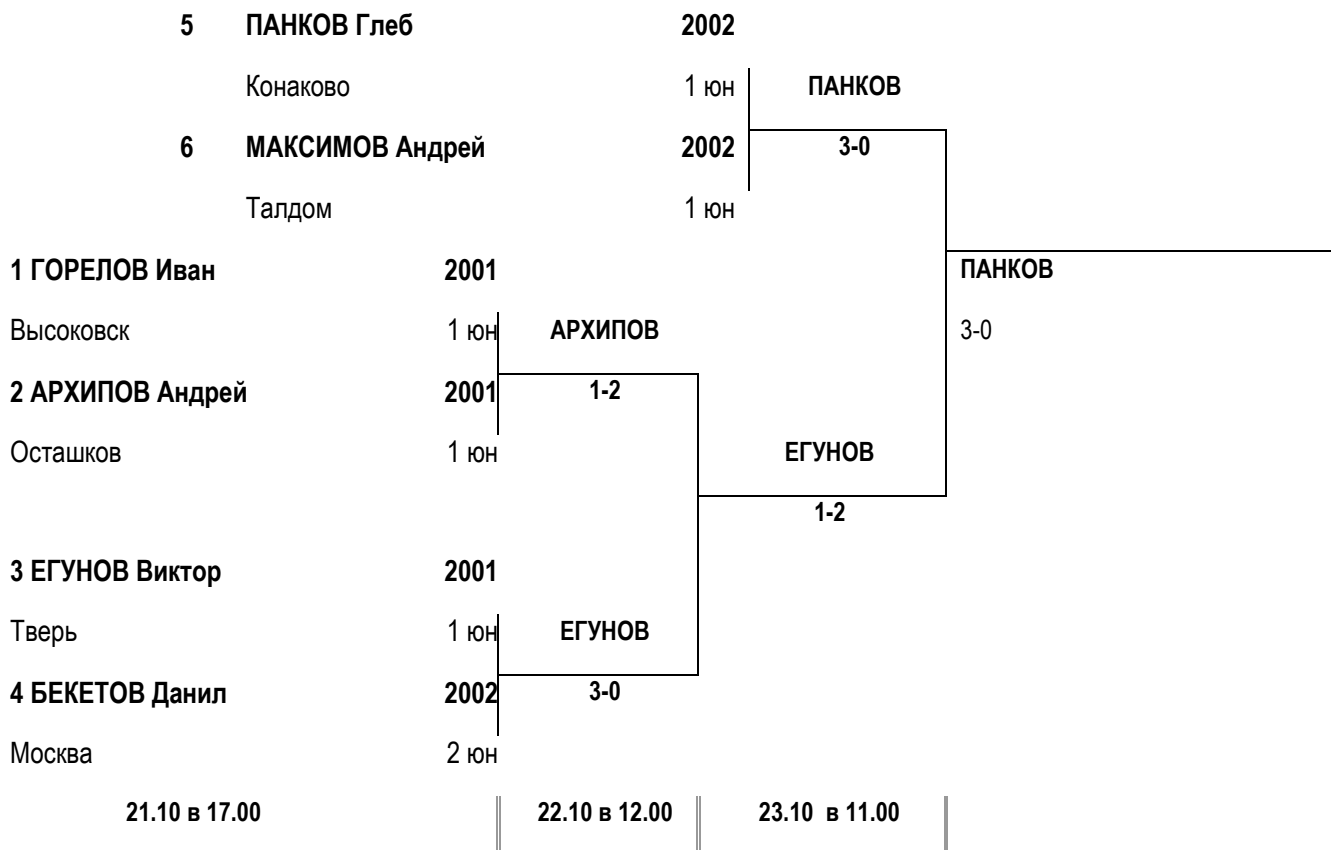 5 ПАНКОВ Глеб 2002
Конаково 1 юн ПАНКОВ
6 МАКСИМОВ Андрей 2002 3-0
Талдом 1 юн
1 ГОРЕЛОВ Иван 2001 ПАНКОВ
Высоковск 1 юн АРХИПОВ 3-0
2 АРХИПОВ Андрей 2001 1-2
Осташков 1 юн ЕГУНОВ
1-2
3 ЕГУНОВ Виктор 2001
Тверь 1 юн ЕГУНОВ
4 БЕКЕТОВ Данил 2002 3-0
Москва 2 юн
21.10 в 17.00 22.10 в 12.00 23.10 в 11.00